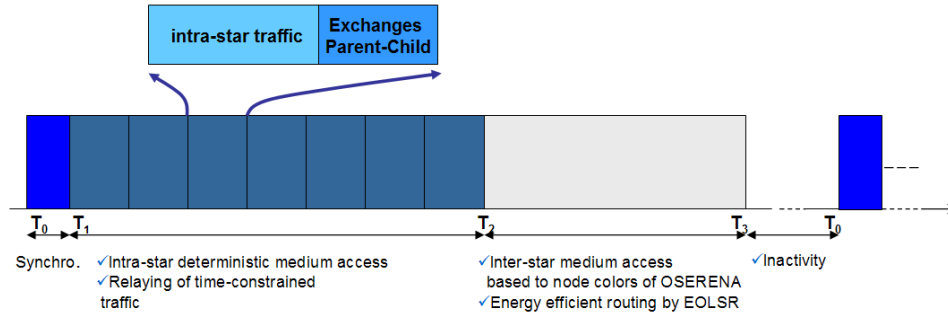 intra-star traffic
Exchanges
Parent-Child
T0
T1
T2
T3
T0
Synchro.
✓Intra-star deterministic medium access
✓Relaying of time-constrained
traffic
✓Inter-star medium access
based to node colors of OSERENA
✓Energy efficient routing by EOLSR
✓Inactivity